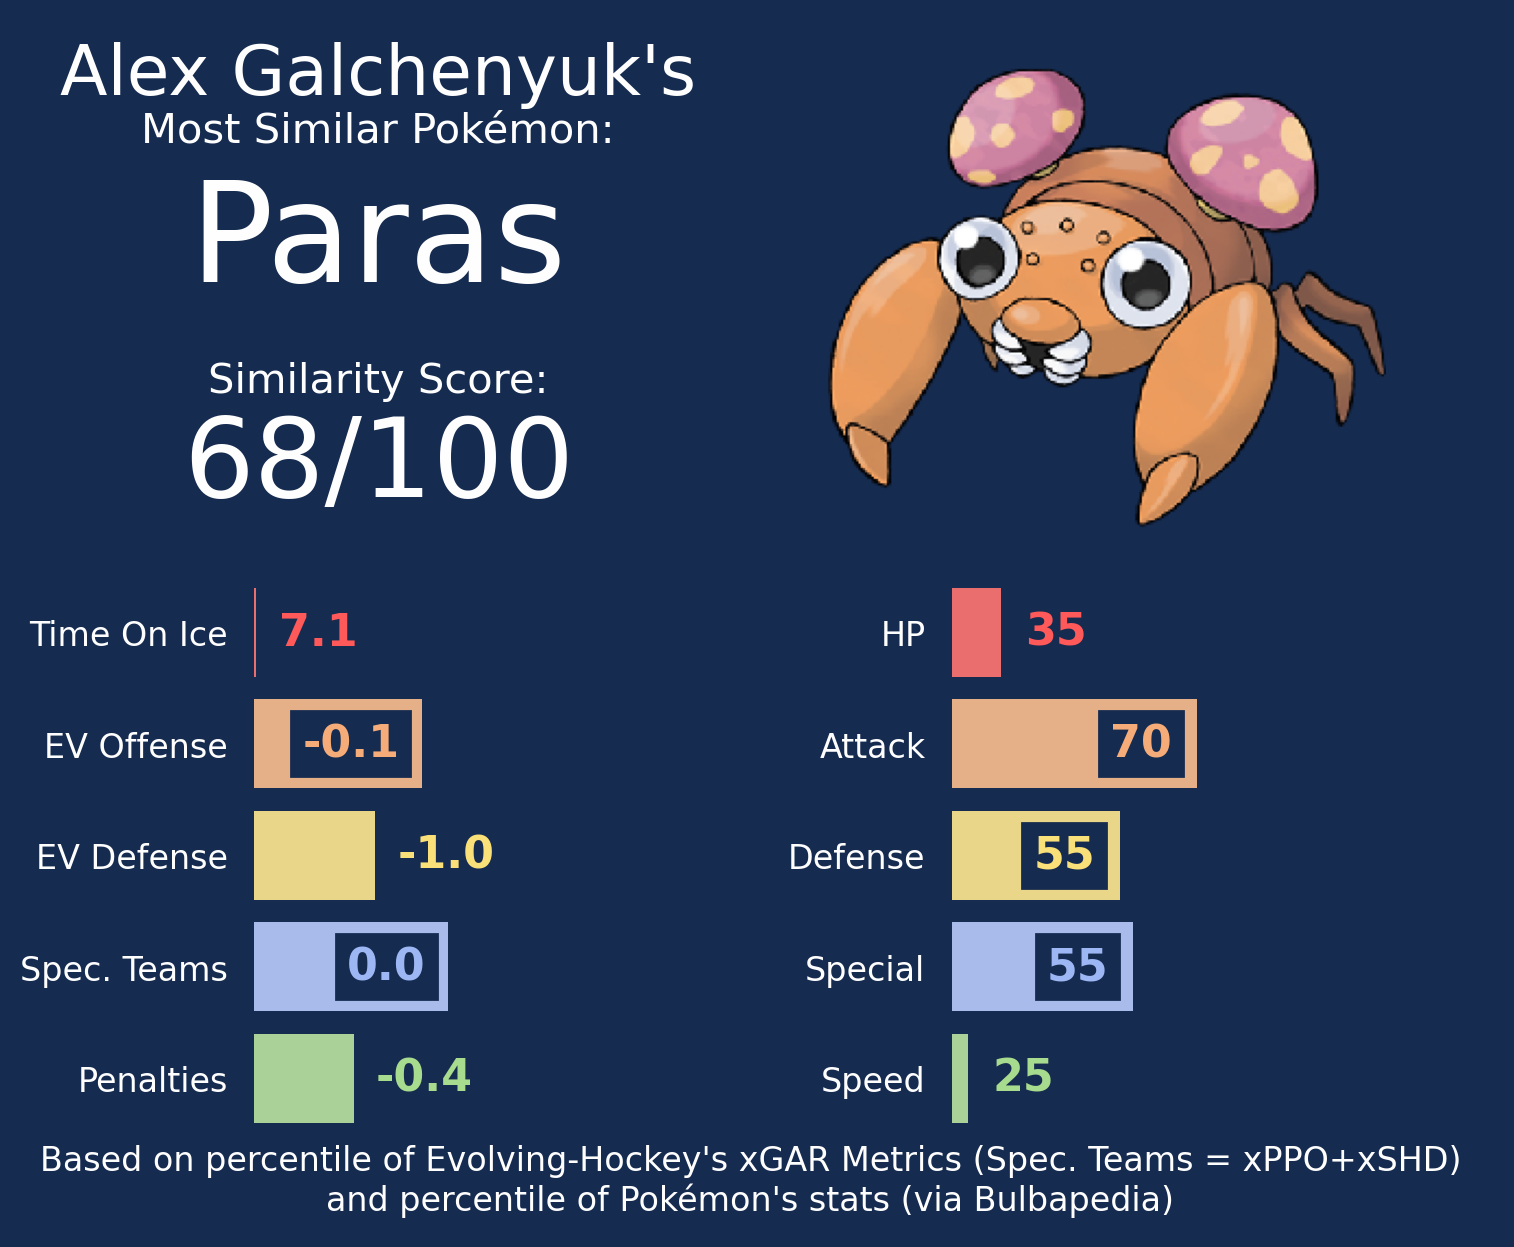 Alex Galchenyuk's
Most Similar Pokémon:
Paras
Similarity Score:
68/100
Time On Ice 7.1
EV Offense -0.1
EV Defense -1.0
Spec. Teams 0.0
Penalties -0.4
HP 35
Attack 70
Defense 55
Special 55
Speed 25
Based on percentile of Evolving-Hockey's xGAR Metrics (Spec. Teams = xPPO+xSHD)
and percentile of Pokémon's stats (via Bulbapedia)